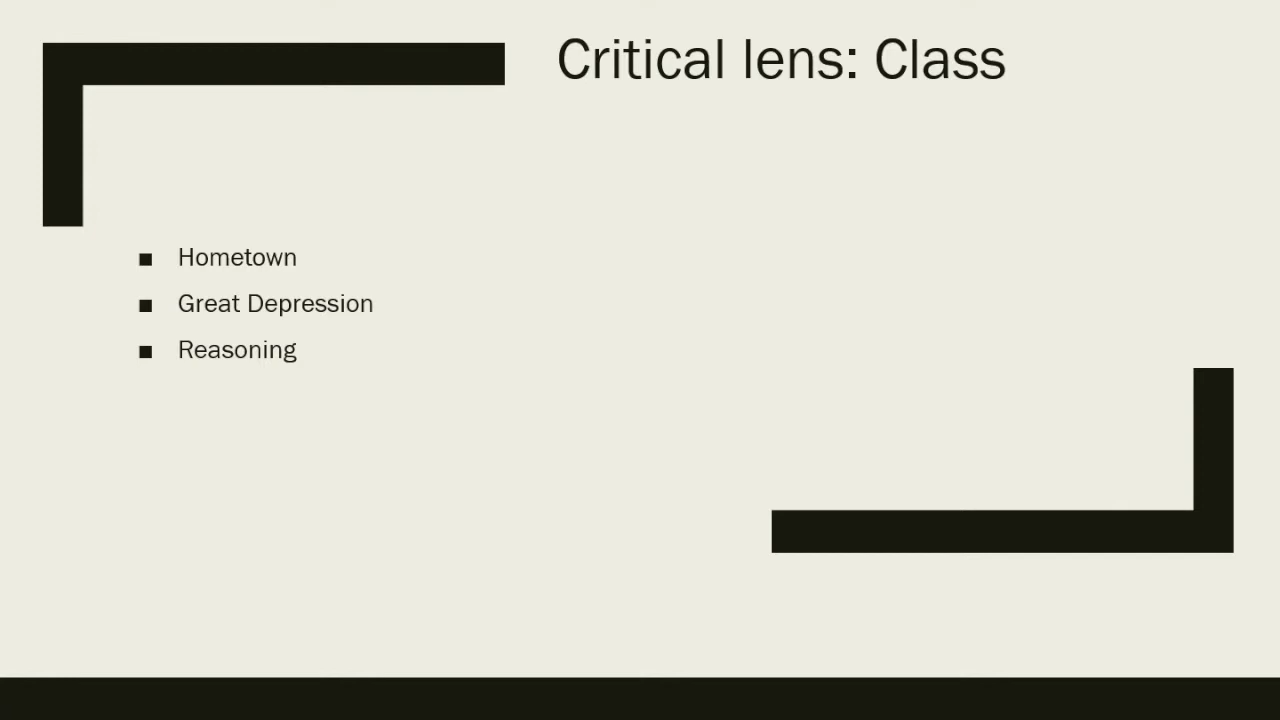 Critical lens: Class
■ Hometown
■ Great Depression
■ Reasoning